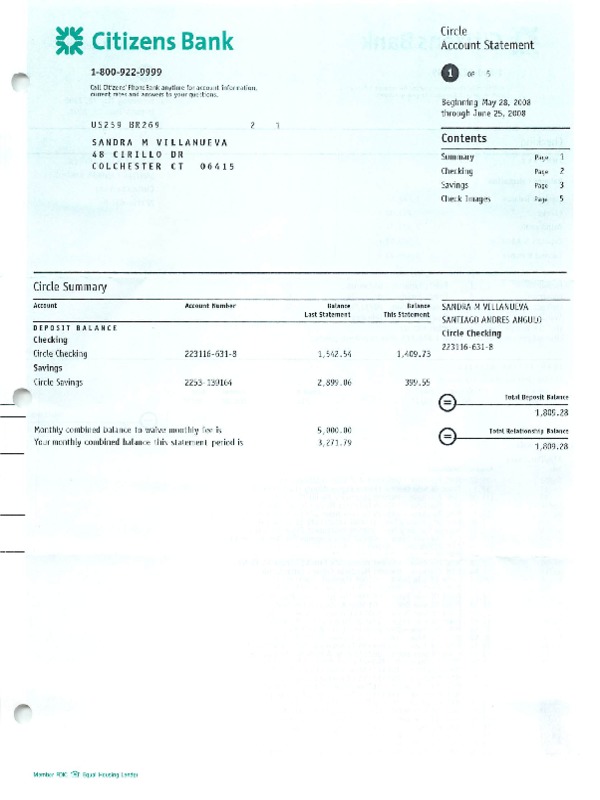 Citizens Bank
1-800-922-9999
Call Citizens' PhoneBank anytime for account information,
current rates and answers to your questions.
US259 BR269 2 1
SANDRA M VILLANUEVA
48 CIRILLO DR
COLCHESTER CT 06415
Circle
Account Statement
1 OF 5
Beginning May 28, 2008
through June 25, 2008
Contents
Summary Page 1
Checking Page 2
Savings Page 3
Check Images Page 5
Circle Summary
Account Account Number Balance Last Statement Balance This Statement
DEPOSIT BALANCE
Checking
Circle Checking 223116-631-8 1,542.54 1,409.73
Savings
Circle Savings 2,899.06 399.55
Monthly combined balance to waive monthly fee is 5,000.00
Your monthly combined balance this statement period is 3,271.79
SANDRA M VILLANUEVA
SANTIAGO ANDRES ANGULO
Circle Checking
223116-631-8
Total Deposit Balance
= 1,809.28
Total Relationship Balance
= 1,809.28
Member FDIC Equal Housing Lender